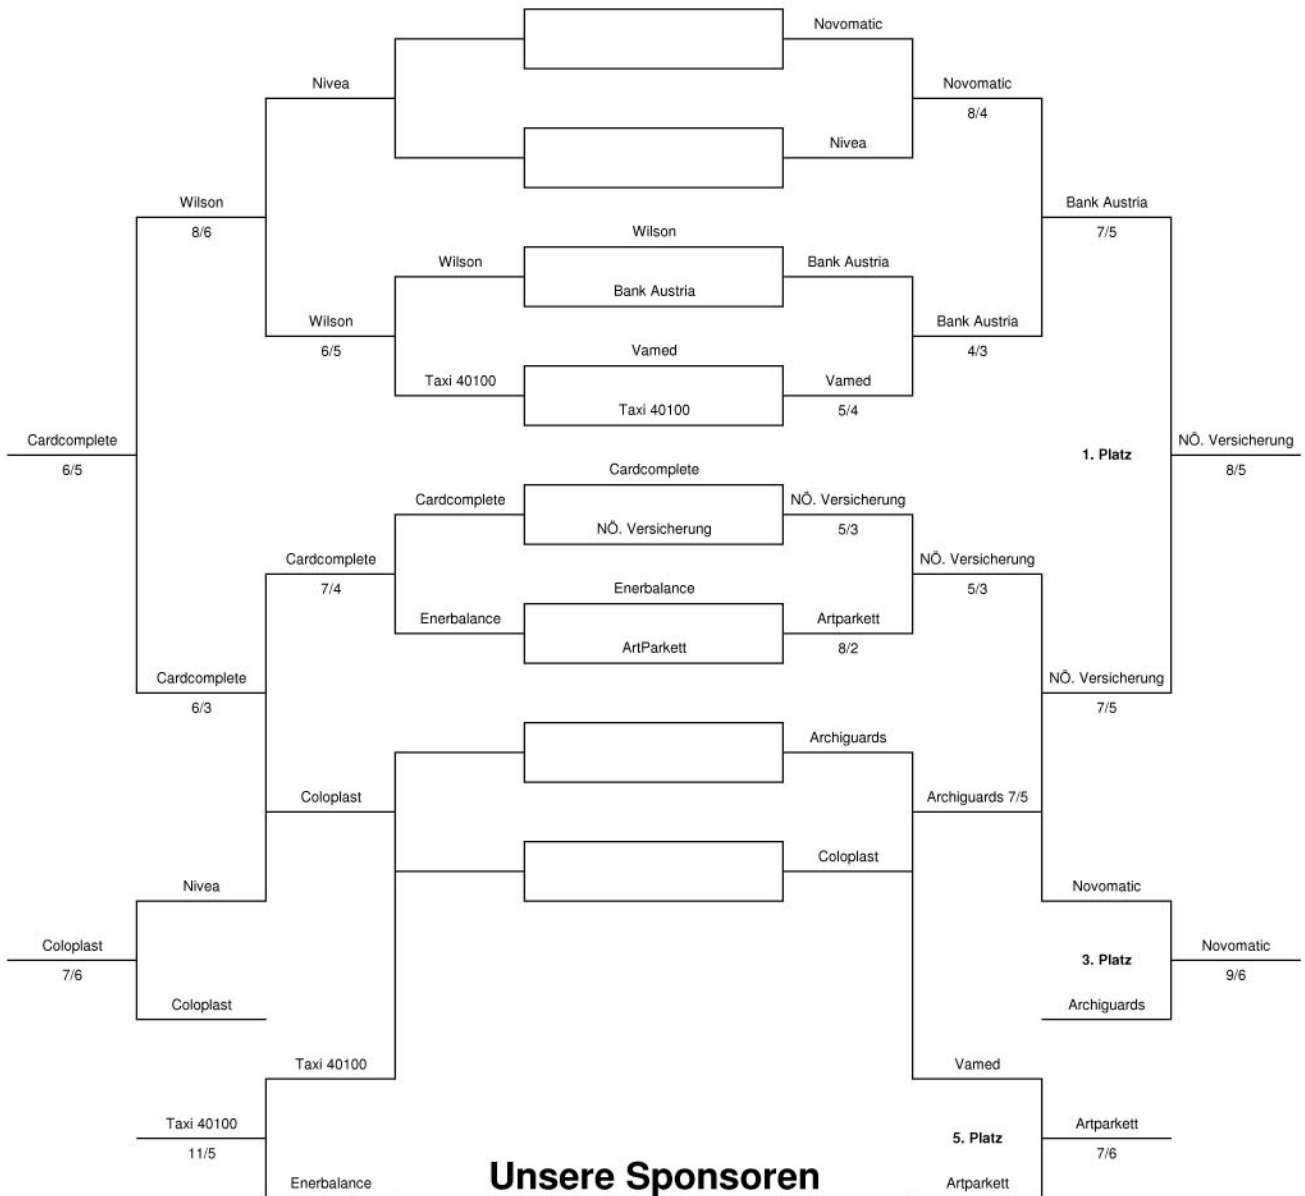 Novomatic
Nivea
Novomatic
8/4
Nivea
Wilson
8/6
Bank Austria
7/5
Wilson
Wilson
Bank Austria
Bank Austria
Wilson
6/5
Bank Austria
4/3
Vamed
Taxi 40100
Vamed
Taxi 40100
5/4
Cardcomplete
6/5
1. Platz
NÖ. Versicherung
8/5
Cardcomplete
Cardcomplete
NÖ. Versicherung
NÖ. Versicherung
5/3
Cardcomplete
7/4
NÖ. Versicherung
5/3
Enerbalance
Enerbalance
Artparkett
ArtParkett
8/2
Cardcomplete
6/3
NÖ. Versicherung
7/5
Archiguards
Coloplast
Archiguards 7/5
Coloplast
Nivea
Novomatic
Coloplast
7/6
3. Platz
Novomatic
9/6
Coloplast
Archiguards
Taxi 40100
Vamed
Taxi 40100
11/5
5. Platz
Artparkett
7/6
Enerbalance
Unsere Sponsoren
Artparkett